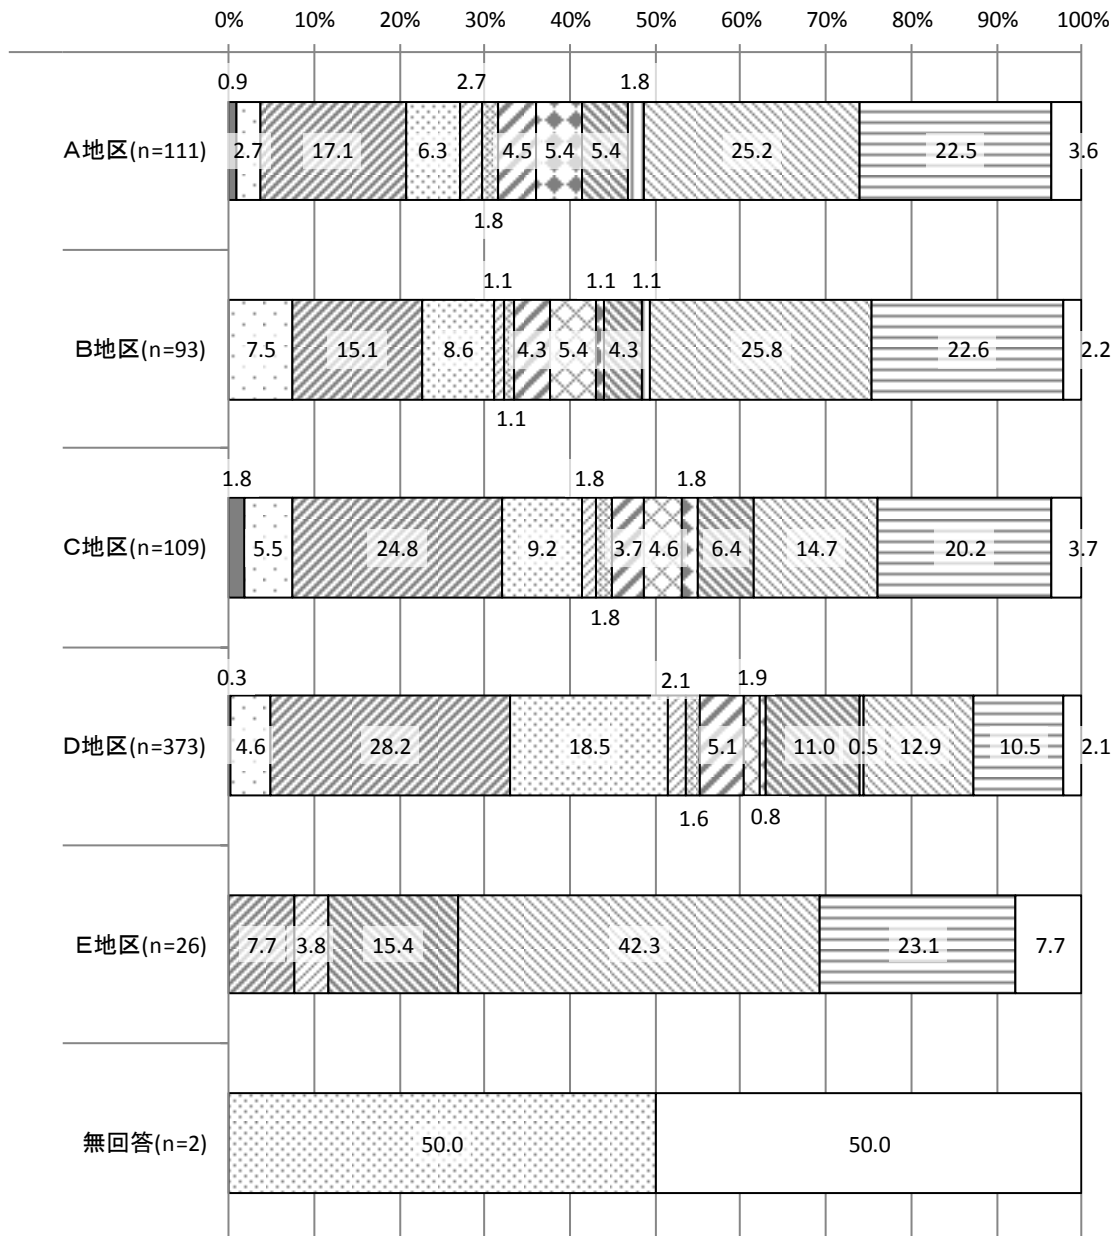 0% 10% 20% 30% 40% 50% 60% 70% 80% 90% 100%
0.9 2.7 1.8
A地区(n=111) 2.7 17.1 6.3 4.5 5.4 5.4 25.2 22.5 3.6
1.8
1.1 1.1 1.1
B地区(n=93) 7.5 15.1 8.6 4.3 5.4 4.3 25.8 22.6 2.2
1.1
1.8 1.8 1.8
C地区(n=109) 5.5 24.8 9.2 3.7 4.6 6.4 14.7 20.2 3.7
1.8
0.3 2.1 1.9
D地区(n=373) 4.6 28.2 18.5 5.1 11.0 0.5 12.9 10.5 2.1
1.6 0.8
E地区(n=26) 7.7 3.8 15.4 42.3 23.1 7.7
無回答(n=2) 50.0 50.0